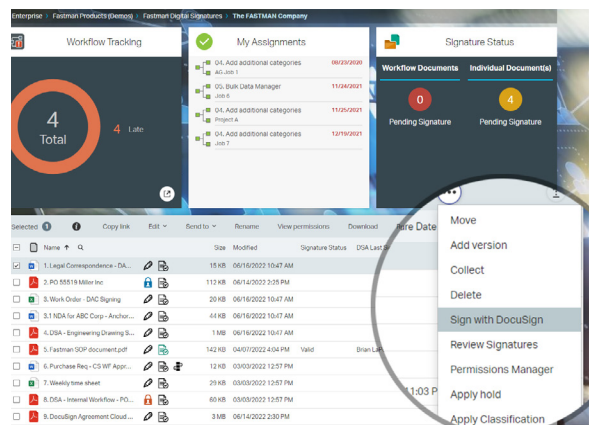 Enterprise > Fastman Products (Demos) > Fastman Digital Signatures > The FASTMAN Company
Workflow Tracking
4
Total
4 Late
My Assignments
04. Add additional categories 08/23/2020
AG Job 1
05. Bulk Data Manager 11/24/2021
Job 6
04. Add additional categories 11/25/2021
Project A
04. Add additional categories 12/19/2021
Job 7
Signature Status
Workflow Documents Individual Document(s)
0 4
Pending Signature Pending Signature
Selected 1 Copy link Edit Send to Rename View permissions Download
Name Size Modified Signature Status DSA Last
1. Legal Correspondence - DA... 15 KB 06/16/2022 10:47 AM
2. PO 55519 Miller Inc 112 KB 06/14/2022 2:25 PM
3. Work Order - DAC Signing 20 KB 06/16/2022 10:47 AM
3.1 NDA for ABC Corp - Anchor... 44 KB 06/16/2022 10:47 AM
4. DSA - Engineering Drawing S... 1 MB 06/16/2022 10:47 AM
5. Fastman SOP document.pdf 142 KB 04/07/2022 4:04 PM Valid Brian
6. Purchase Req - CS WF Appr... 12 KB 03/03/2022 12:57 PM
7. Weekly time sheet 29 KB 03/03/2022 12:57 PM
8. DSA - Internal Workflow - PO... 60 KB 03/03/2022 12:57 PM
9. DocuSign Agreement Cloud ... 3 MB 06/14/2022 2:30 PM
ure Date
11:03 P
Move
Add version
Collect
Delete
Sign with DocuSign
Review Signatures
Permissions Manager
Apply hold
Apply Classification